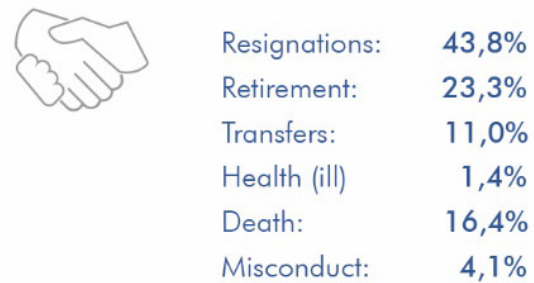 Resignations: 43,8%
Retirement: 23,3%
Transfers: 11,0%
Health (ill) 1,4%
Death: 16,4%
Misconduct: 4,1%